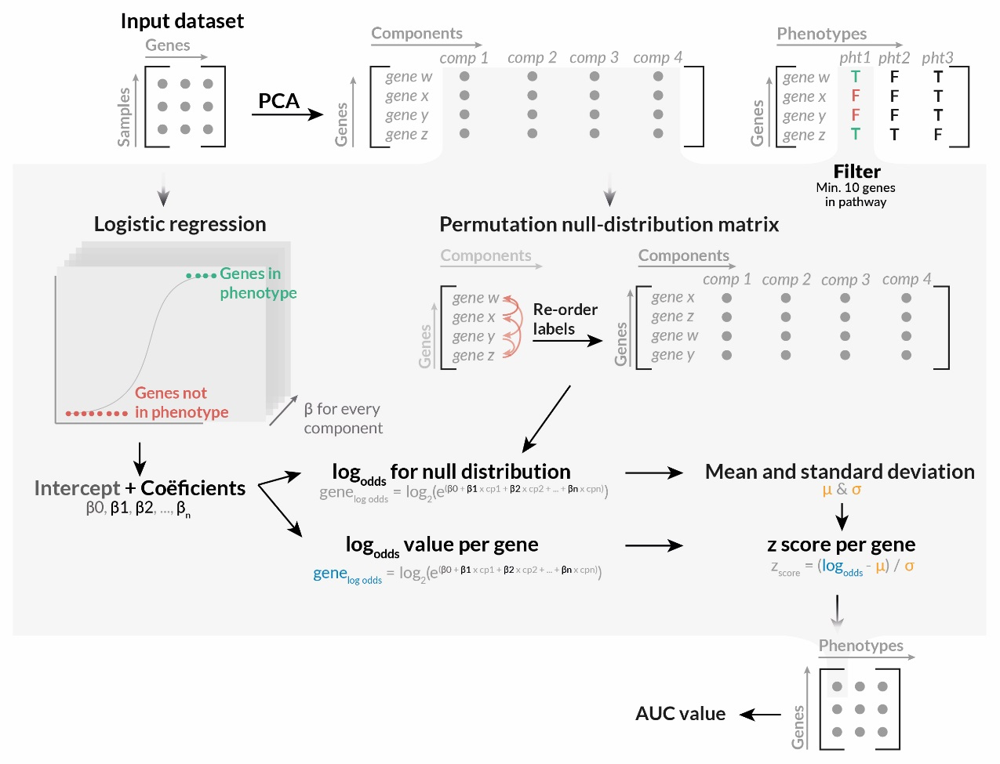 Input dataset
Genes
Samples
PCA
Components
comp 1 comp 2 comp 3 comp 4
Genes
gene w
gene x
gene y
gene z
Phenotypes
pht1 pht2 pht3
Genes
gene w T F T
gene x F F T
gene y F F T
gene z T T F
Filter
Min. 10 genes
in pathway
Logistic regression
Genes in
phenotype
Genes not
in phenotype
β for every
component
Permutation null-distribution matrix
Components
Genes
gene w
gene x
gene y
gene z
Re-order
labels
Components
comp 1 comp 2 comp 3 comp 4
Genes
gene x
gene z
gene w
gene y
Intercept + Coëficients
β0, β1, β2, ..., βn
logodds for null distribution
genelog odds = log2(e(β0 + β1 x cp1 + β2 x cp2 + ... + βn x cpn))
Mean and standard deviation
μ & σ
logodds value per gene
genelog odds = log2(e(β0 + β1 x cp1 + β2 x cp2 + ... + βn x cpn))
z score per gene
zscore = (logodds - μ) / σ
Phenotypes
Genes
AUC value